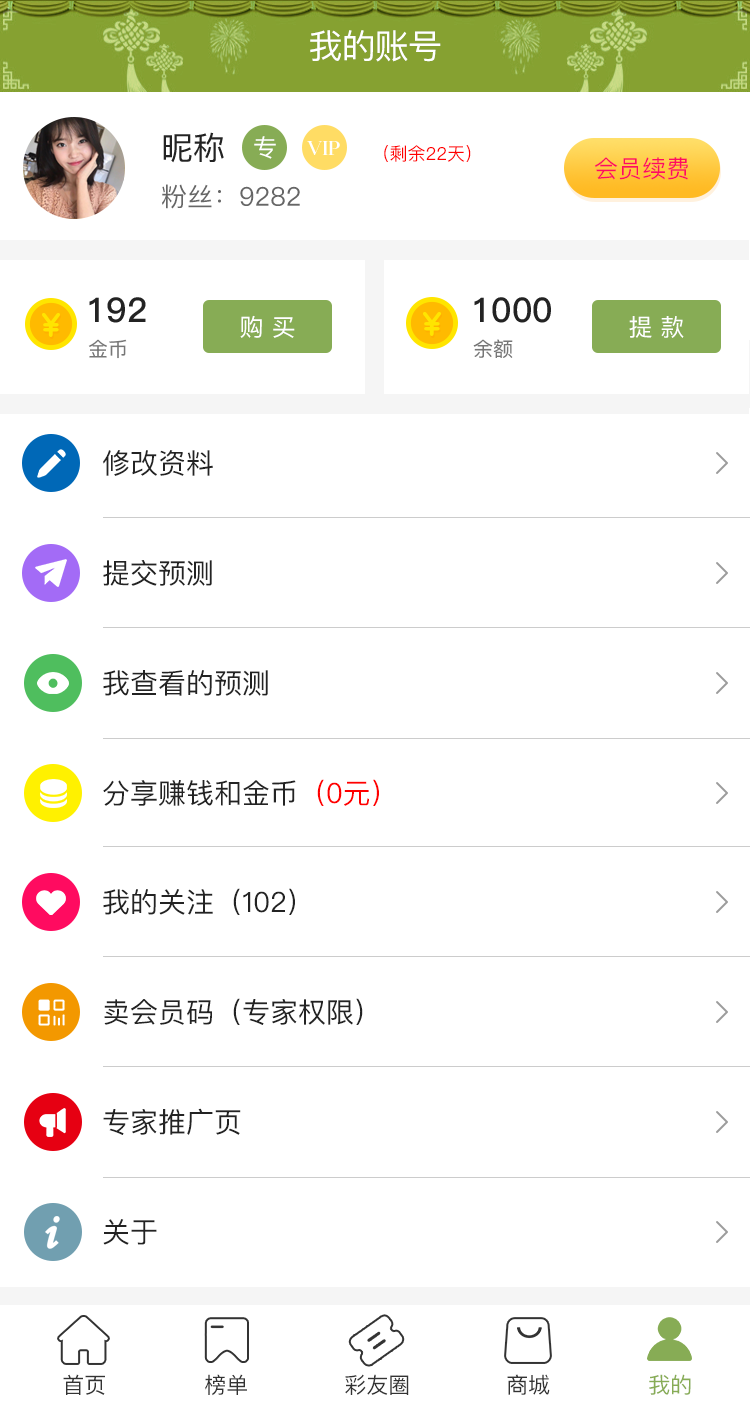 我的账号
昵称 专 VIP （剩余22天）
粉丝：9282
会员续费
192
金币
购买
1000
余额
提款
修改资料
提交预测
我查看的预测
分享赚钱和金币（0元）
我的关注（102）
卖会员码（专家权限）
专家推广页
关于
首页 榜单 彩友圈 商城 我的